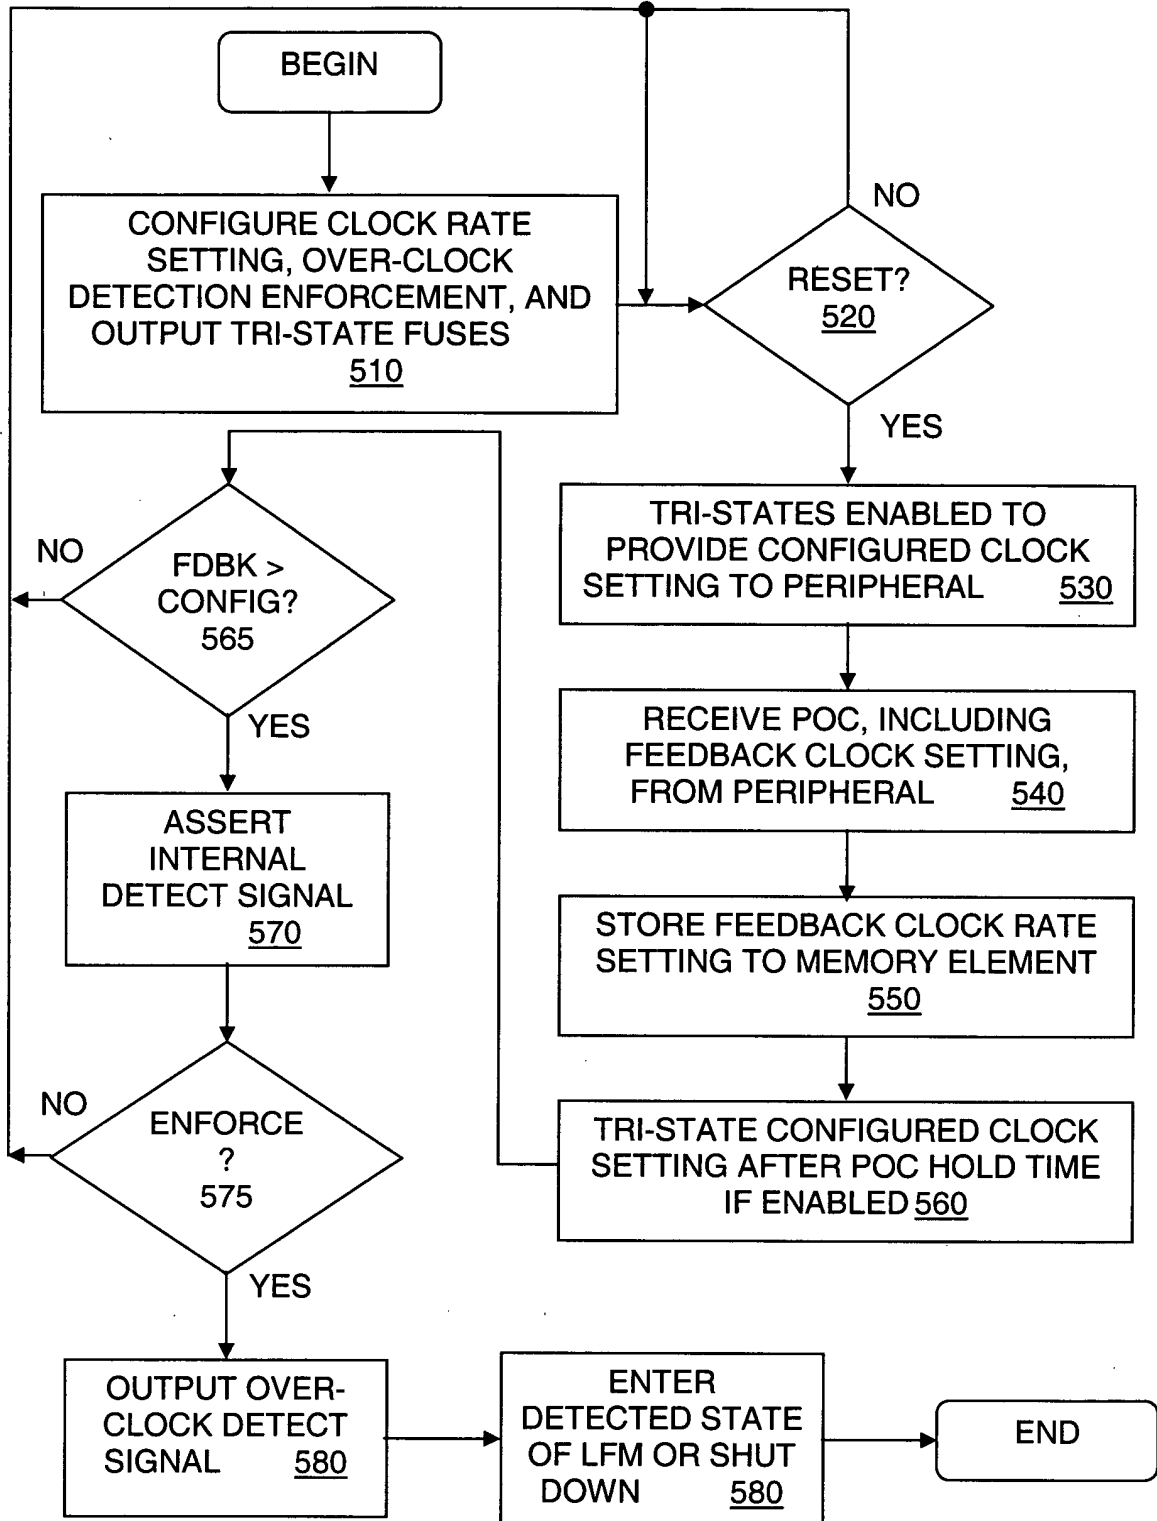 BEGIN
CONFIGURE CLOCK RATE
SETTING, OVER-CLOCK
DETECTION ENFORCEMENT, AND
OUTPUT TRI-STATE FUSES
510
NO
RESET?
520
YES
TRI-STATES ENABLED TO
PROVIDE CONFIGURED CLOCK
SETTING TO PERIPHERAL 530
RECEIVE POC, INCLUDING
FEEDBACK CLOCK SETTING,
FROM PERIPHERAL 540
STORE FEEDBACK CLOCK RATE
SETTING TO MEMORY ELEMENT
550
TRI-STATE CONFIGURED CLOCK
SETTING AFTER POC HOLD TIME
IF ENABLED 560
NO
FDBK >
CONFIG?
565
YES
ASSERT
INTERNAL
DETECT SIGNAL
570
NO
ENFORCE
?
575
YES
OUTPUT OVER-
CLOCK DETECT
SIGNAL 580
ENTER
DETECTED STATE
OF LFM OR SHUT
DOWN 580
END